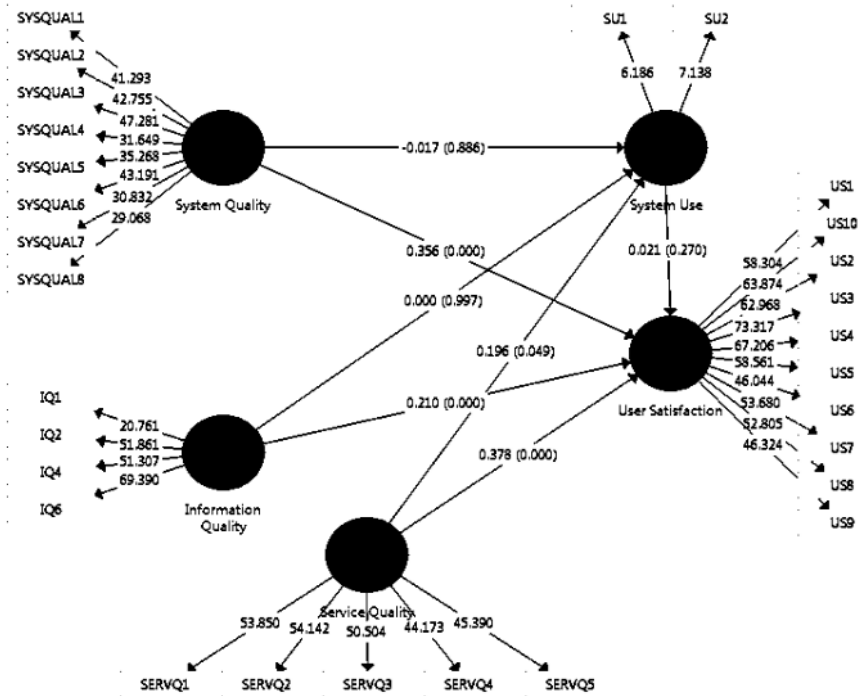 SYSQUAL1
SYSQUAL2
SYSQUAL3
SYSQUAL4
SYSQUAL5
SYSQUAL6
SYSQUAL7
SYSQUAL8
41.293
42.755
47.281
31.649
35.268
43.191
30.832
29.068
System Quality
SU1
SU2
6.186
7.138
System Use
-0.017 (0.886)
0.356 (0.000)
0.000 (0.997)
0.021 (0.270)
0.196 (0.049)
0.210 (0.000)
0.378 (0.000)
US1
US10
US2
US3
US4
US5
US6
US7
US8
US9
58.304
63.874
62.968
73.317
67.206
58.561
46.044
53.680
52.805
46.324
User Satisfaction
IQ1
IQ2
IQ4
IQ6
20.761
51.861
51.307
69.390
Information
Quality
Service Quality
53.850
54.142
50.504
44.173
45.390
SERVQ1
SERVQ2
SERVQ3
SERVQ4
SERVQ5